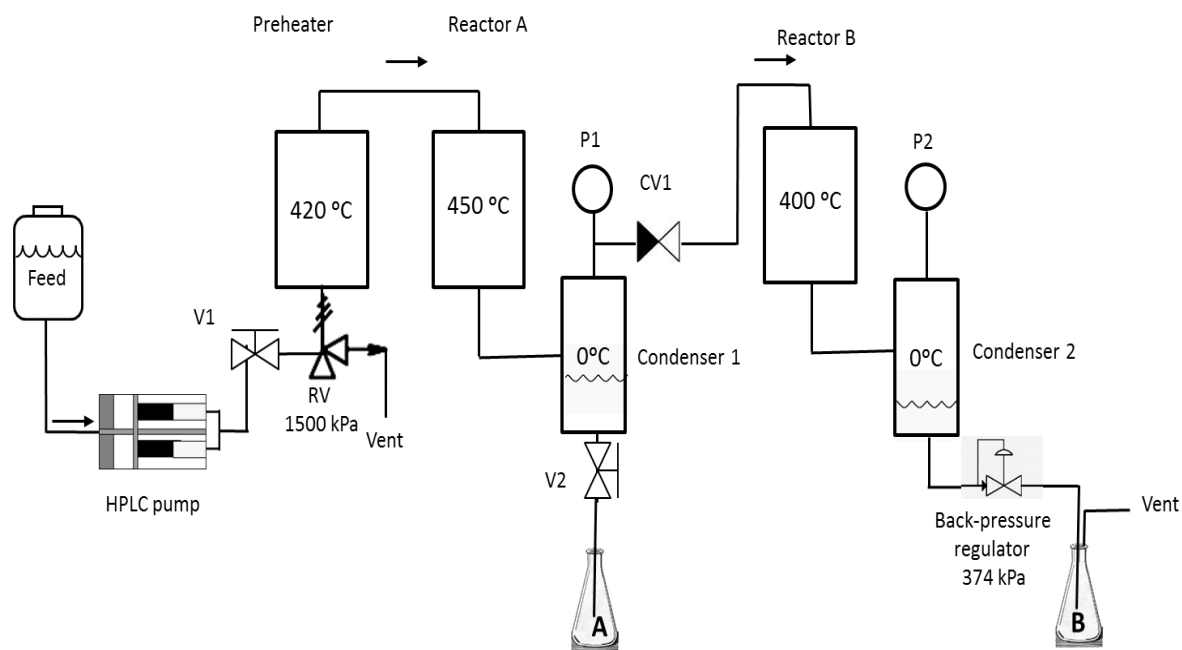 Preheater
Reactor A
Reactor B
P1
P2
CV1
420 ºC
450 ºC
400 ºC
Feed
V1
0ºC
Condenser 1
0ºC
Condenser 2
RV
1500 kPa
Vent
HPLC pump
V2
Back-pressure
regulator
374 kPa
Vent
A
B